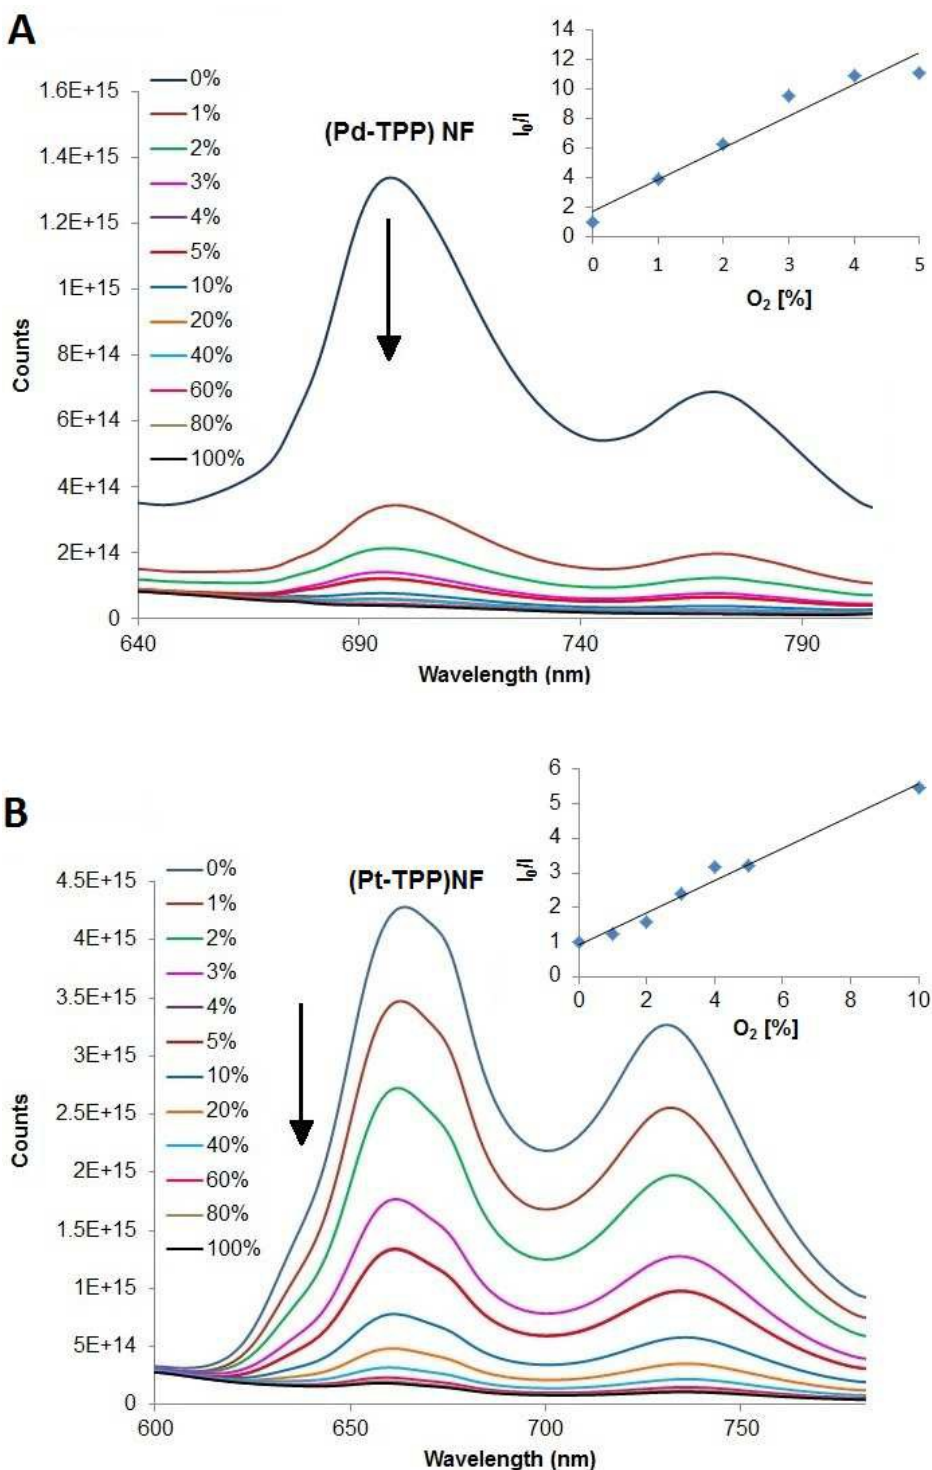 A
0%
1%
2%
3%
4%
5%
10%
20%
40%
60%
80%
100%
(Pd-TPP) NF
1.6E+15
1.4E+15
1.2E+15
1E+15
8E+14
6E+14
4E+14
2E+14
0
Counts
640 690 740 790
Wavelength (nm)
14
12
10
8
6
4
2
0
I0/I
0 1 2 3 4 5
O2 [%]
B
0%
1%
2%
3%
4%
5%
10%
20%
40%
60%
80%
100%
(Pt-TPP)NF
4.5E+15
4E+15
3.5E+15
3E+15
2.5E+15
2E+15
1.5E+15
1E+15
5E+14
0
Counts
600 650 700 750
Wavelength (nm)
6
5
4
3
2
1
0
I0/I
0 2 4 6 8 10
O2 [%]